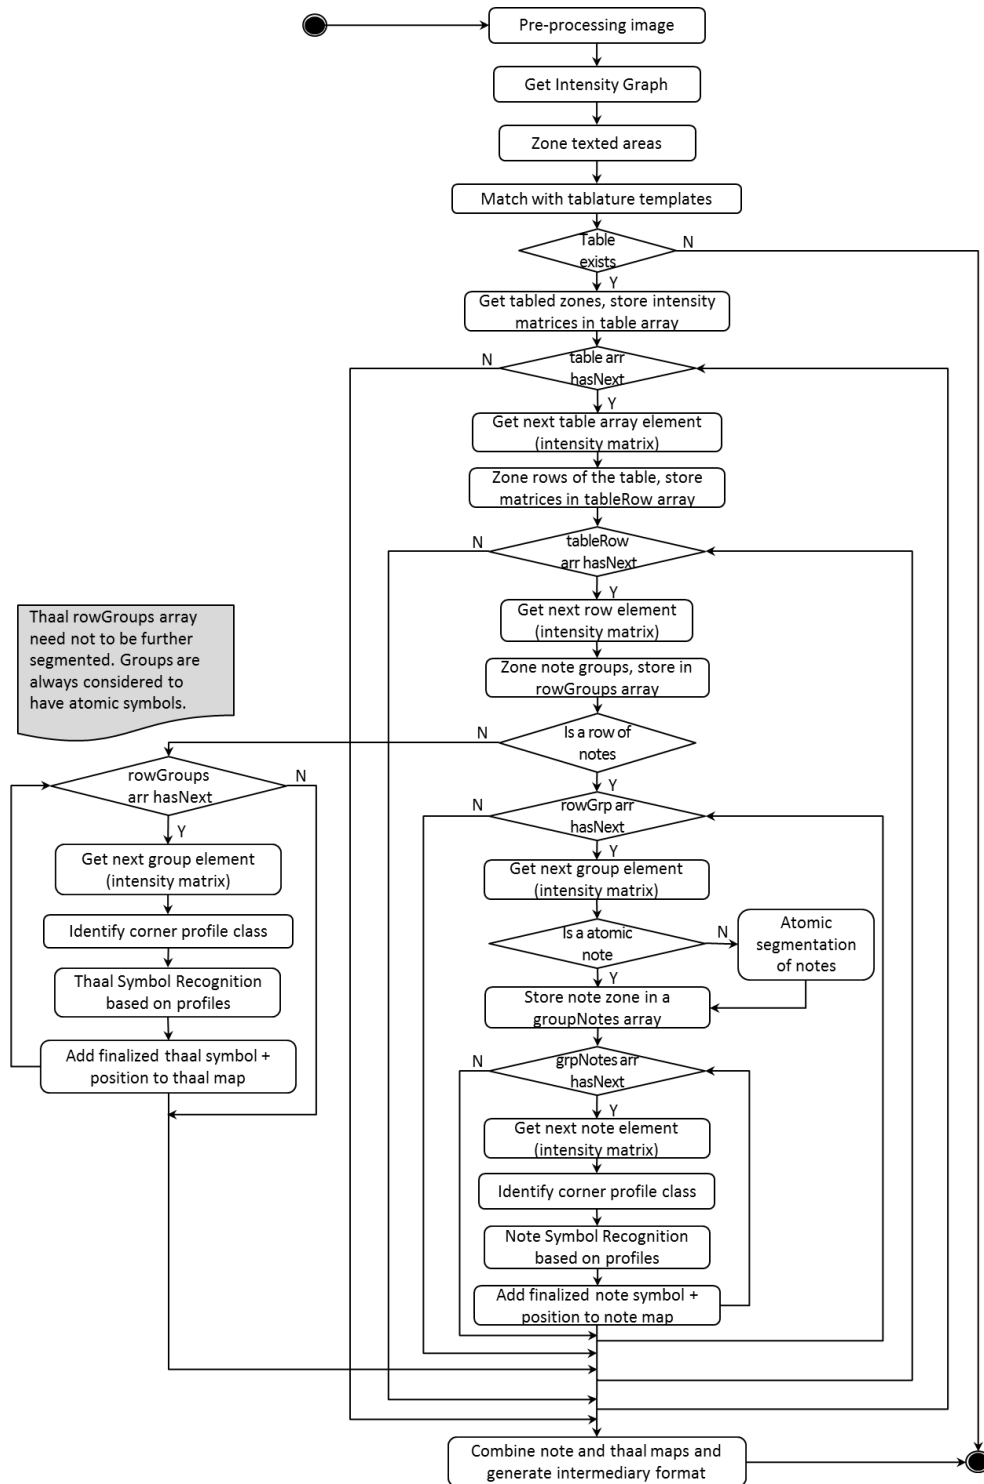 Pre-processing image
Get Intensity Graph
Zone texted areas
Match with tablature templates
Table
exists
N
Y
Get tabled zones, store intensity
matrices in table array
N
table arr
hasNext
Y
Get next table array element
(intensity matrix)
Zone rows of the table, store
matrices in tableRow array
N
tableRow
arr hasNext
Y
Get next row element
(intensity matrix)
Zone note groups, store in
rowGroups array
Thaal rowGroups array
need not to be further
segmented. Groups are
always considered to
have atomic symbols.
N
Is a row of
notes
Y
rowGroups
arr hasNext
N
Y
Get next group element
(intensity matrix)
Identify corner profile class
Thaal Symbol Recognition
based on profiles
Add finalized thaal symbol +
position to thaal map
N
rowGrp arr
hasNext
Y
Get next group element
(intensity matrix)
Is a atomic
note
N
Y
Atomic
segmentation
of notes
Store note zone in a
groupNotes array
N
grpNotes arr
hasNext
Y
Get next note element
(intensity matrix)
Identify corner profile class
Note Symbol Recognition
based on profiles
Add finalized note symbol +
position to note map
Combine note and thaal maps and
generate intermediary format